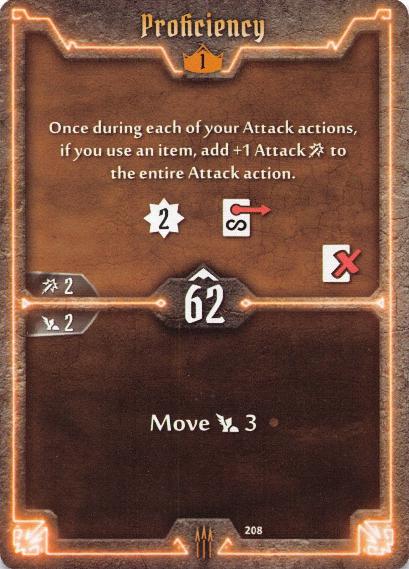 Proficiency
1
Once during each of your Attack actions,
if you use an item, add +1 Attack to
the entire Attack action.
2
2
62
2
Move 3
208